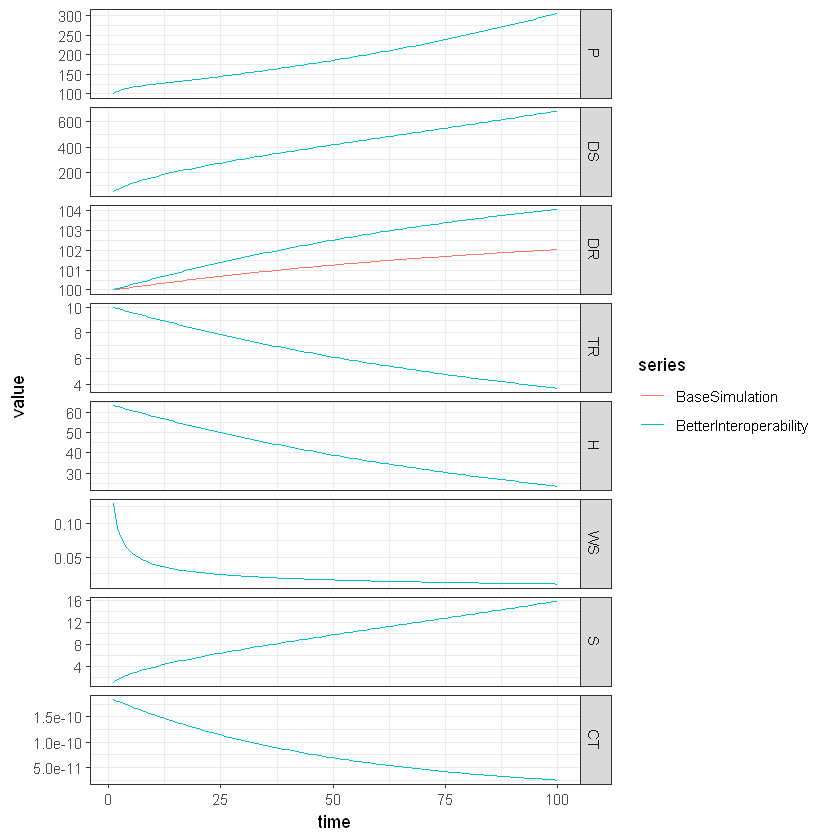 300
250
200
150
100
P
600
400
200
DS
104
103
102
101
100
DR
10
8
6
4
TR
60
50
40
30
H
0.10
0.05
WS
16
12
8
4
S
1.5e-10
1.0e-10
5.0e-11
CT
0 25 50 75 100
time
value
series
BaseSimulation
BetterInteroperability